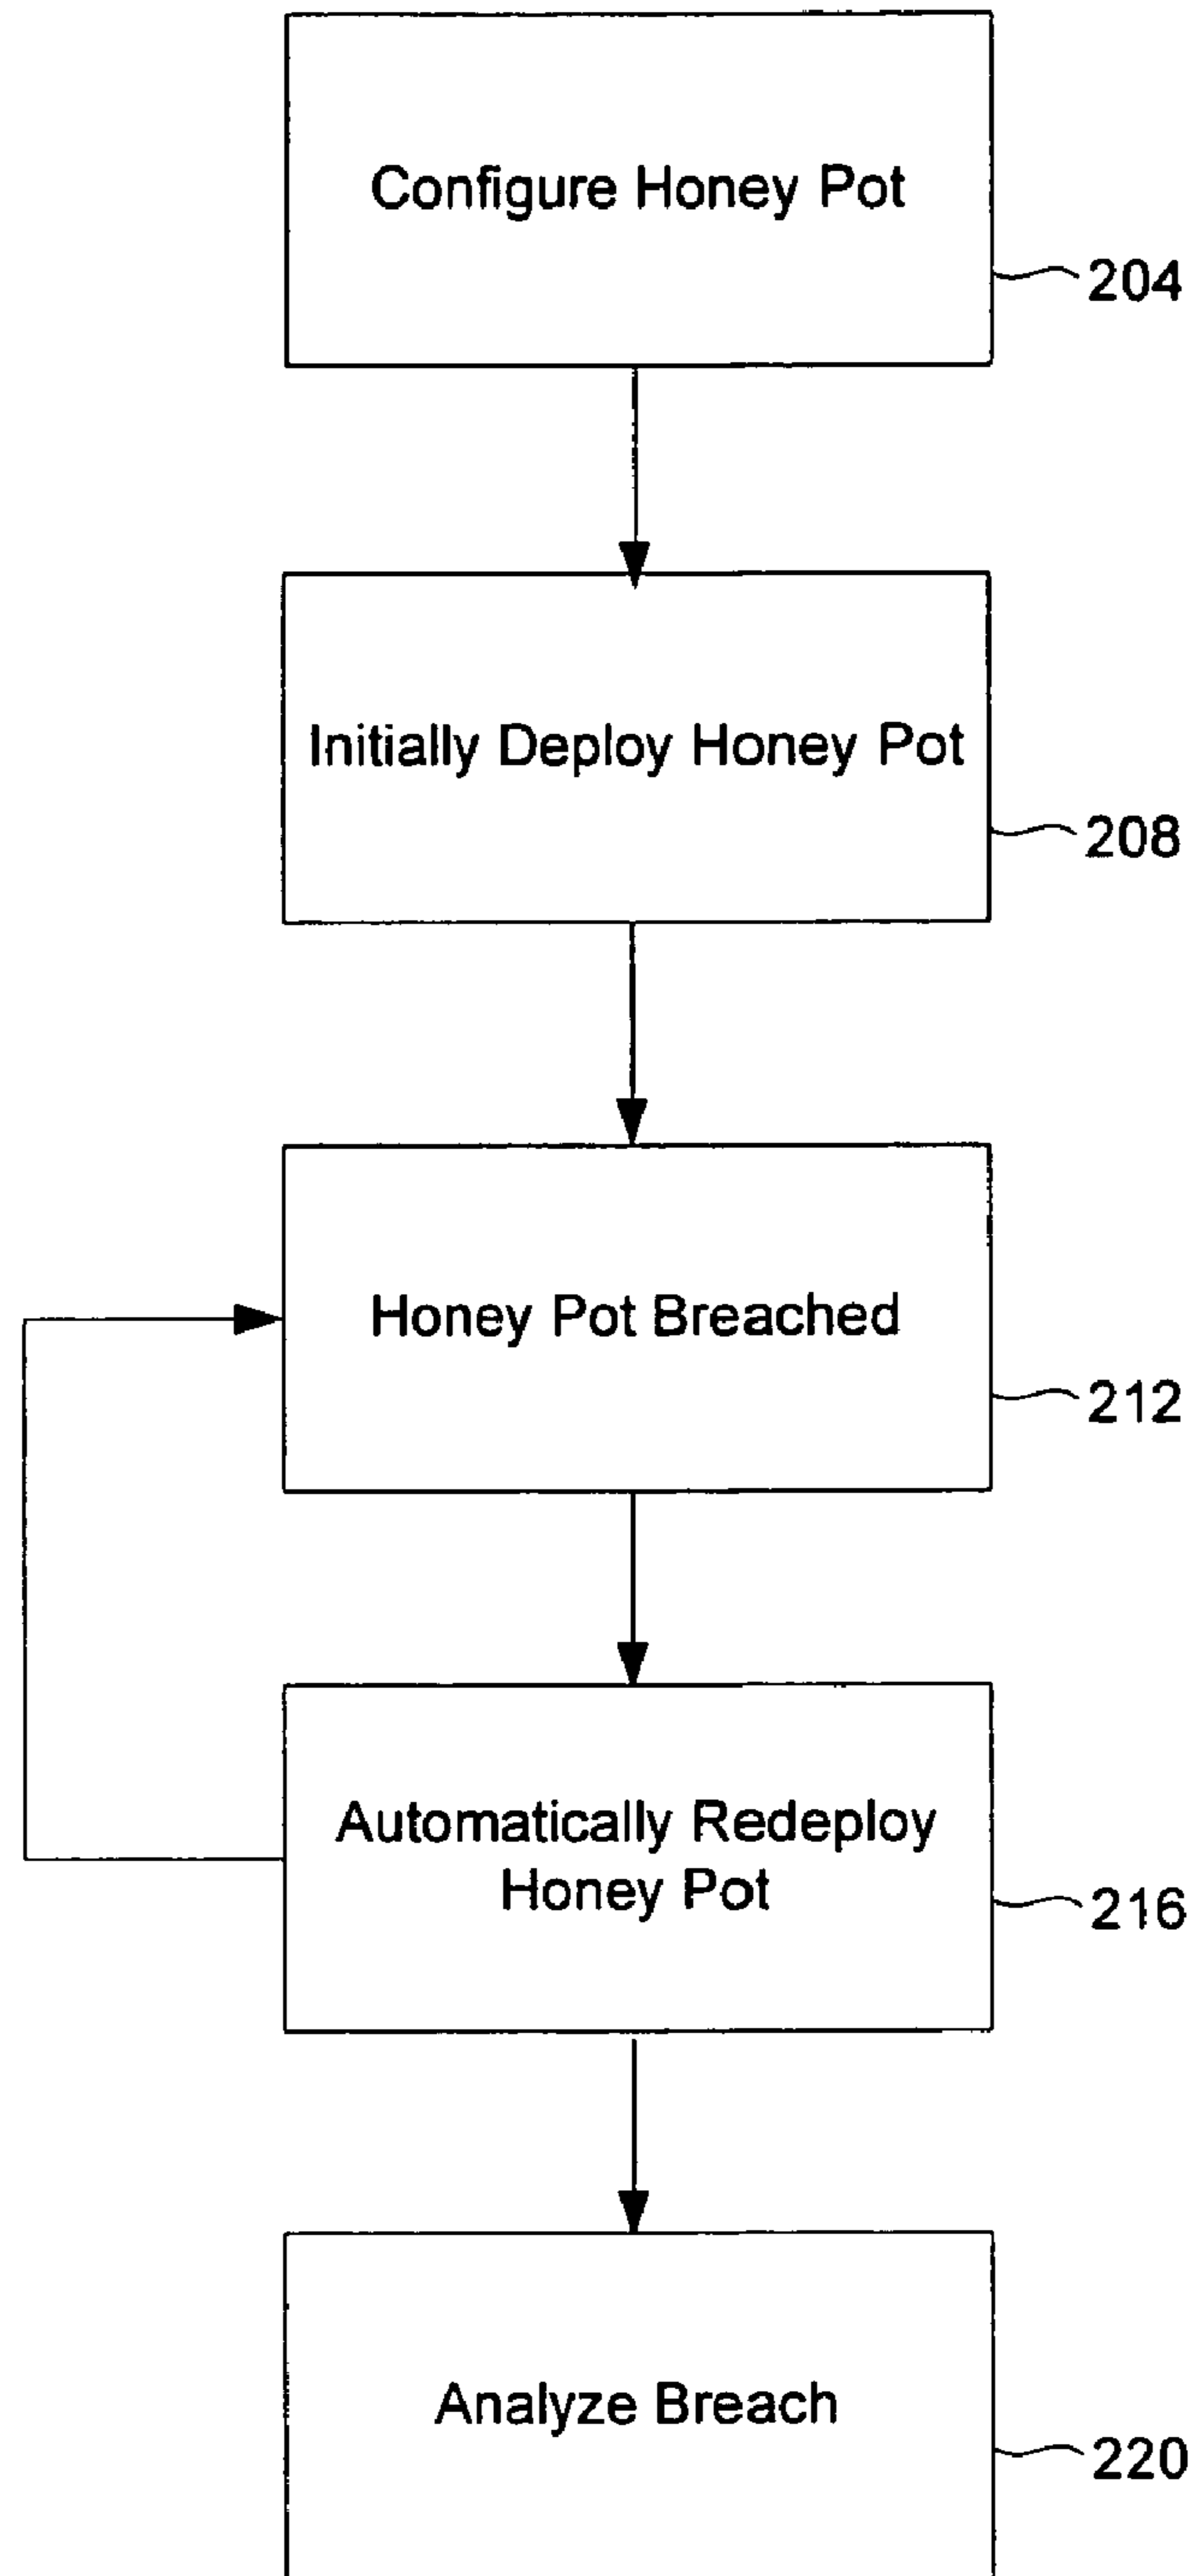 Configure Honey Pot
204
Initially Deploy Honey Pot
208
Honey Pot Breached
212
Automatically Redeploy
Honey Pot
216
Analyze Breach
220